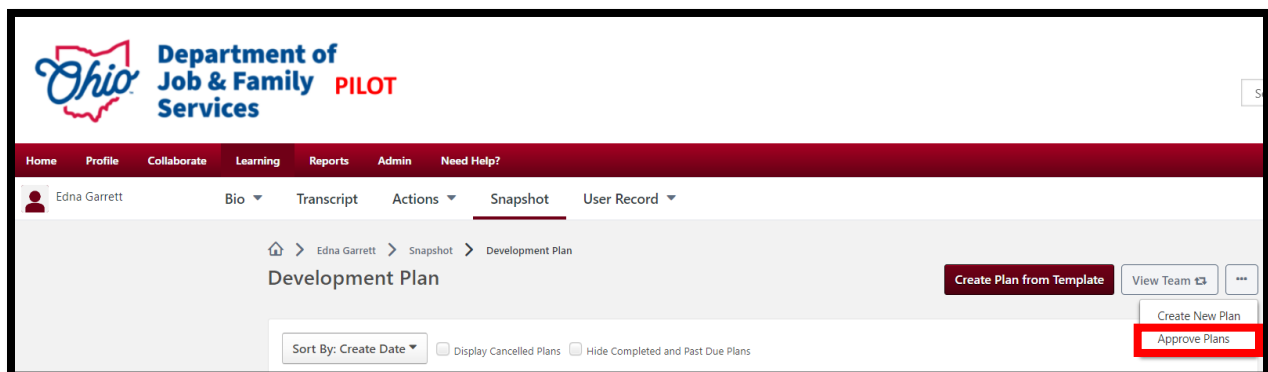 Ohio
Department of
Job & Family PILOT
Services
Home Profile Collaborate Learning Reports Admin Need Help?
Edna Garrett Bio Transcript Actions Snapshot User Record
Edna Garrett Snapshot Development Plan
Development Plan
Create Plan from Template View Team ...
Create New Plan
Approve Plans
Sort By: Create Date Display Cancelled Plans Hide Completed and Past Due Plans